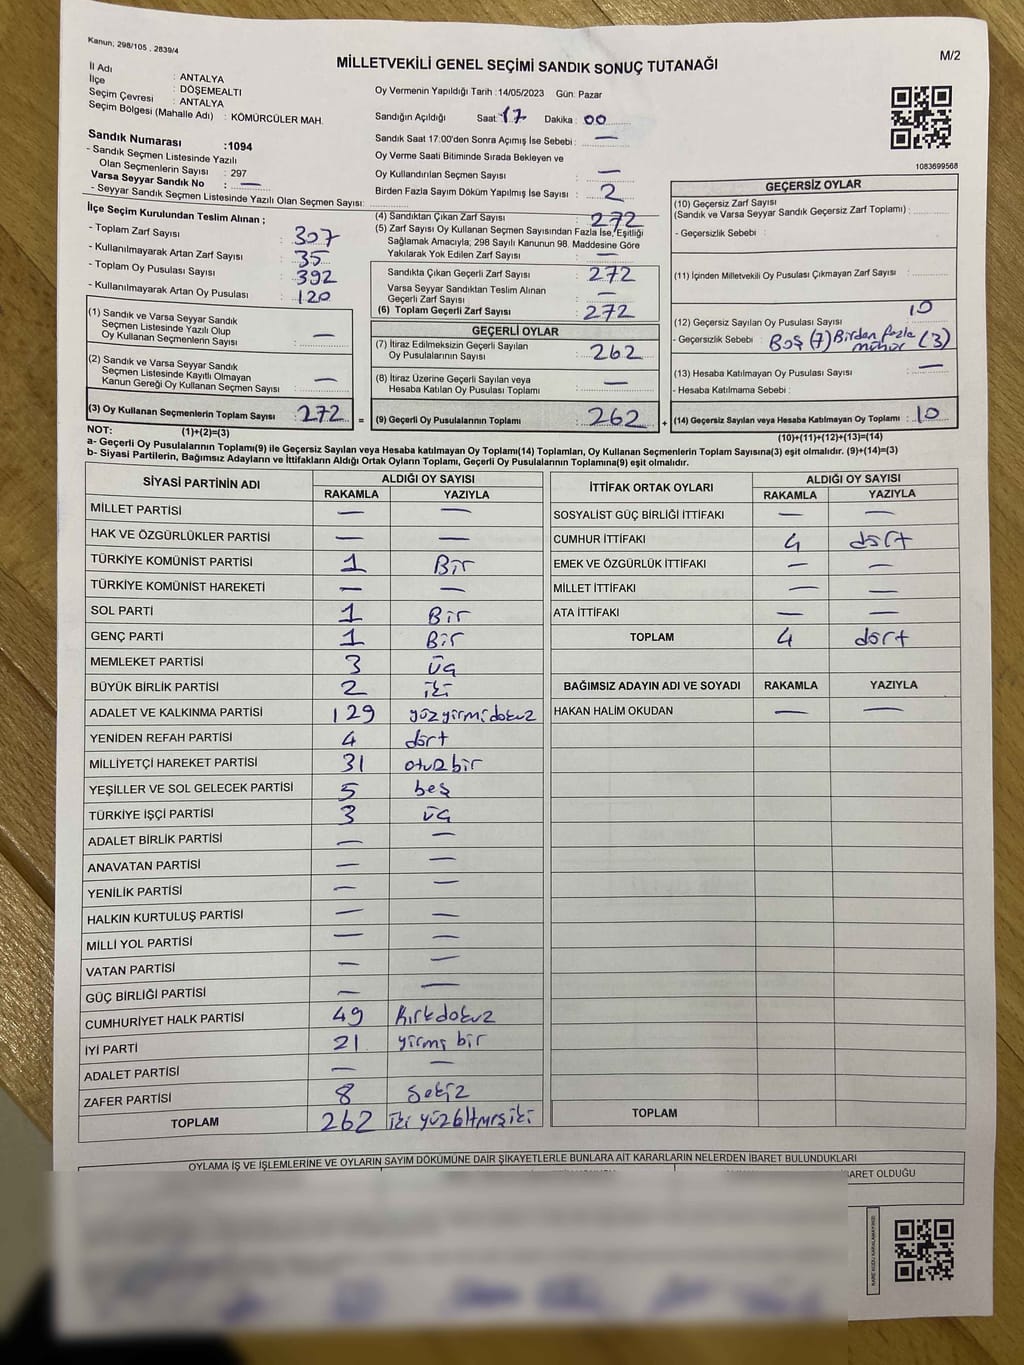 Kanun, 298/105 . 2839/4
M/2
MİLLETVEKİLİ GENEL SEÇİMİ SANDIK SONUÇ TUTANAĞI
İl Adı : ANTALYA
İlçe : DÖŞEMEALTI
Seçim Çevresi : ANTALYA
Seçim Bölgesi (Mahalle Adı) : KÖMÜRCÜLER MAH.
Sandık Numarası :1094
- Sandık Seçmen Listesinde Yazılı
Olan Seçmenlerin Sayısı : 297
Varsa Seyyar Sandık No : —
- Seyyar Sandık Seçmen Listesinde Yazılı Olan Seçmen Sayısı:
İlçe Seçim Kurulundan Teslim Alınan ;
- Toplam Zarf Sayısı : 307
- Kullanılmayarak Artan Zarf Sayısı : 35
- Toplam Oy Pusulası Sayısı : 392
- Kullanılmayarak Artan Oy Pusulası : 120
(1) Sandık ve Varsa Seyyar Sandık
Seçmen Listesinde Yazılı Olup
Oy Kullanan Seçmenlerin Sayısı : —
(2) Sandık ve Varsa Seyyar Sandık
Seçmen Listesinde Kayıtlı Olmayan
Kanun Gereği Oy Kullanan Seçmen Sayısı : —
(3) Oy Kullanan Seçmenlerin Toplam Sayısı : 272
Oy Vermenin Yapıldığı Tarih :14/05/2023 Gün: Pazar
Sandığın Açıldığı Saat : 17 Dakika : 00
Sandık Saat 17.00'den Sonra Açımış İse Sebebi : —
Oy Verme Saati Bitiminde Sırada Bekleyen ve
Oy Kullandırılan Seçmen Sayısı : —
Birden Fazla Sayım Döküm Yapılmış İse Sayısı : 2
(4) Sandıktan Çıkan Zarf Sayısı : 272
(5) Zarf Sayısı Oy Kullanan Seçmen Sayısından Fazla İse, Eşitliği
Sağlamak Amacıyla; 298 Sayılı Kanunun 98. Maddesine Göre
Yakılarak Yok Edilen Zarf Sayısı : —
Sandıkta Çıkan Geçerli Zarf Sayısı : 272
Varsa Seyyar Sandıktan Teslim Alınan
Geçerli Zarf Sayısı : —
(6) Toplam Geçerli Zarf Sayısı : 272
GEÇERLİ OYLAR
(7) İtiraz Edilmeksizin Geçerli Sayılan
Oy Pusulalarının Sayısı : 262
(8) İtiraz Üzerine Geçerli Sayılan veya
Hesaba Katılan Oy Pusulası Toplamı : —
= (9) Geçerli Oy Pusulalarının Toplamı : 262
1083699568
GEÇERSİZ OYLAR
(10) Geçersiz Zarf Sayısı
(Sandık ve Varsa Seyyar Sandık Geçersiz Zarf Toplamı) :
- Geçersizlik Sebebi :
(11) İçinden Milletvekili Oy Pusulası Çıkmayan Zarf Sayısı :
(12) Geçersiz Sayılan Oy Pusulası Sayısı : 10
- Geçersizlik Sebebi : Boş (7) Birdan fazla mühür (3)
(13) Hesaba Katılmayan Oy Pusulası Sayısı : —
- Hesaba Katılmama Sebebi :
+ (14) Geçersiz Sayılan veya Hesaba Katılmayan Oy Toplamı : 10
NOT: (1)+(2)=(3)
(10)+(11)+(12)+(13)=(14)
a- Geçerli Oy Pusulalarının Toplamı(9) ile Geçersiz Sayılan veya Hesaba katılmayan Oy Toplamı(14) Toplamları, Oy Kullanan Seçmenlerin Toplam Sayısına(3) eşit olmalıdır. (9)+(14)=(3)
b- Siyasi Partilerin, Bağımsız Adayların ve İttifakların Aldığı Ortak Oyların Toplamı, Geçerli Oy Pusulalarının Toplamına(9) eşit olmalıdır.
SİYASİ PARTİNİN ADI ALDIĞI OY SAYISI
RAKAMLA YAZIYLA
MİLLET PARTİSİ — —
HAK VE ÖZGÜRLÜKLER PARTİSİ — —
TÜRKİYE KOMÜNİST PARTİSİ 1 Bir
TÜRKİYE KOMÜNİST HAREKETİ — —
SOL PARTİ 1 Bir
GENÇ PARTİ 1 Bir
MEMLEKET PARTİSİ 3 üç
BÜYÜK BİRLİK PARTİSİ 2 iki
ADALET VE KALKINMA PARTİSİ 129 yüzyirmidokuz
YENİDEN REFAH PARTİSİ 4 dört
MİLLİYETÇİ HAREKET PARTİSİ 31 otuzbir
YEŞİLLER VE SOL GELECEK PARTİSİ 5 beş
TÜRKİYE İŞÇİ PARTİSİ 3 üç
ADALET BİRLİK PARTİSİ — —
ANAVATAN PARTİSİ — —
YENİLİK PARTİSİ — —
HALKIN KURTULUŞ PARTİSİ — —
MİLLİ YOL PARTİSİ — —
VATAN PARTİSİ — —
GÜÇ BİRLİĞİ PARTİSİ — —
CUMHURİYET HALK PARTİSİ 49 Kırkdokuz
İYİ PARTİ 21 yirmi bir
ADALET PARTİSİ — —
ZAFER PARTİSİ 8 Sekiz
TOPLAM 262 iki yüzaltmışiki
İTTİFAK ORTAK OYLARI ALDIĞI OY SAYISI
RAKAMLA YAZIYLA
SOSYALİST GÜÇ BİRLİĞİ İTTİFAKI — —
CUMHUR İTTİFAKI 4 dört
EMEK VE ÖZGÜRLÜK İTTİFAKI — —
MİLLET İTTİFAKI — —
ATA İTTİFAKI — —
TOPLAM 4 dört
BAĞIMSIZ ADAYIN ADI VE SOYADI RAKAMLA YAZIYLA
HAKAN HALİM OKUDAN — —
TOPLAM
OYLAMA İŞ VE İŞLEMLERİNE VE OYLARIN SAYIM DÖKÜMÜNE DAİR ŞİKAYETLERLE BUNLARA AİT KARARLARIN NELERDEN İBARET BULUNDUKLARI
İBARET OLDUĞU
KARE KODU KARALAMAYINIZ!